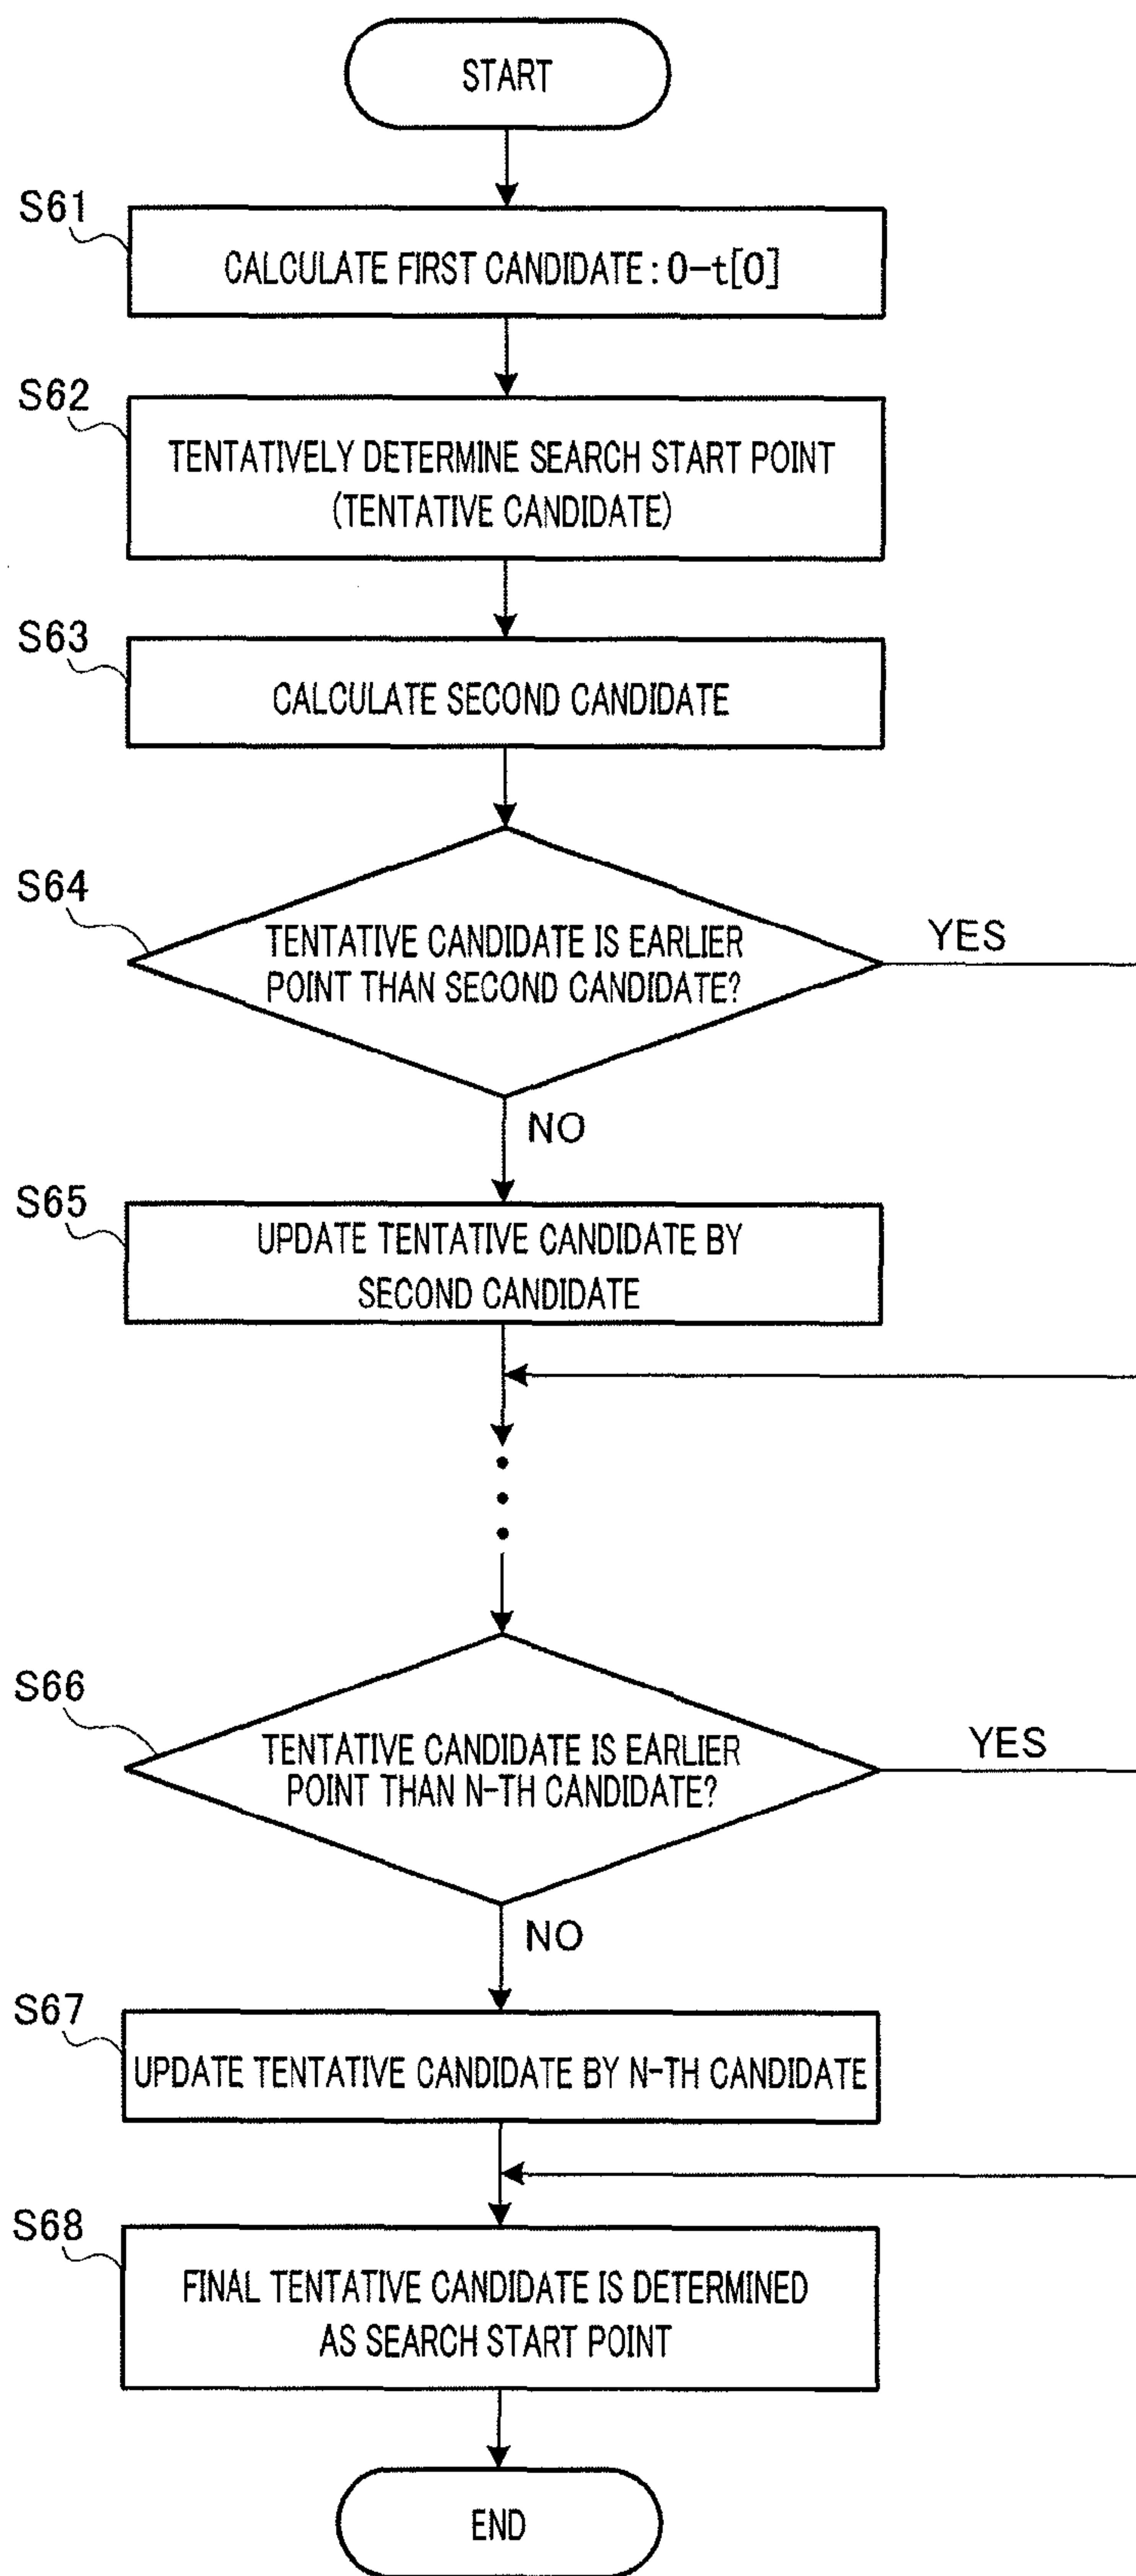 START
S61
CALCULATE FIRST CANDIDATE : 0-t[0]
S62
TENTATIVELY DETERMINE SEARCH START POINT
(TENTATIVE CANDIDATE)
S63
CALCULATE SECOND CANDIDATE
S64
TENTATIVE CANDIDATE IS EARLIER
POINT THAN SECOND CANDIDATE?
YES
NO
S65
UPDATE TENTATIVE CANDIDATE BY
SECOND CANDIDATE
S66
TENTATIVE CANDIDATE IS EARLIER
POINT THAN N-TH CANDIDATE?
YES
NO
S67
UPDATE TENTATIVE CANDIDATE BY N-TH CANDIDATE
S68
FINAL TENTATIVE CANDIDATE IS DETERMINED
AS SEARCH START POINT
END